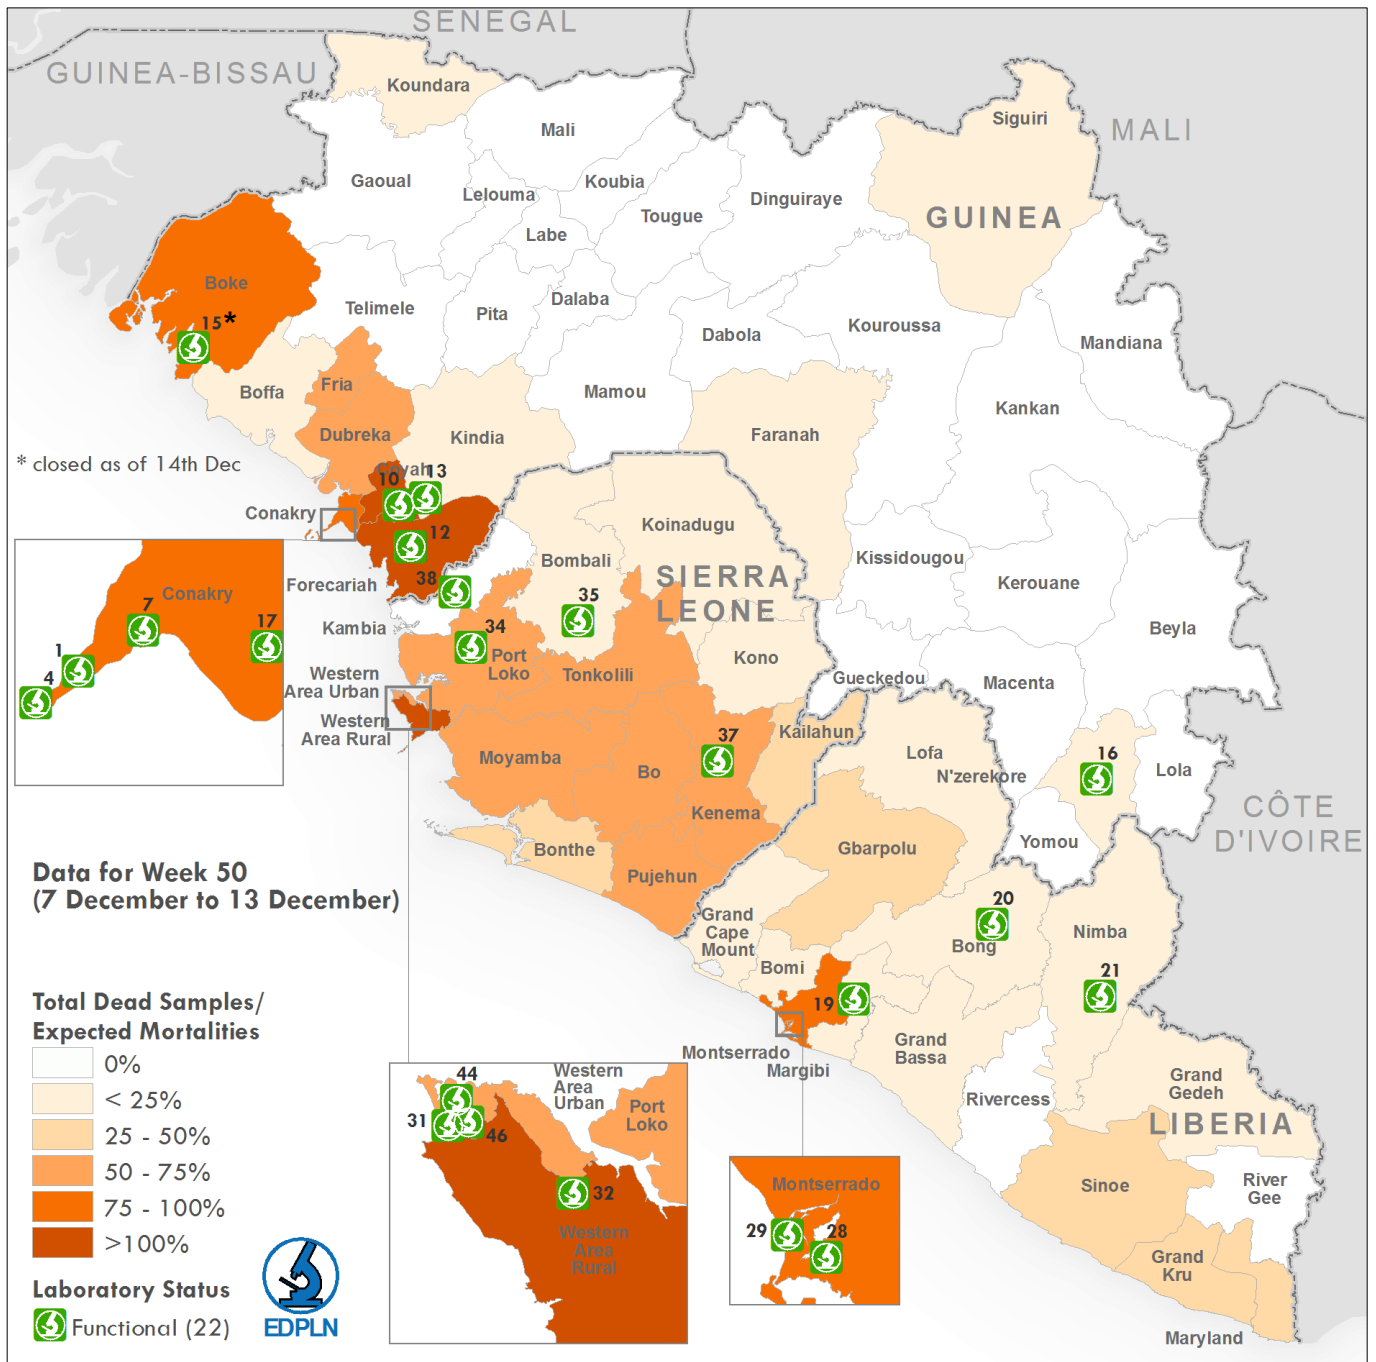 SENEGAL
GUINEA-BISSAU
Koundara
Siguiri
MALI
Mali
Gaoual
Lelouma
Koubia
Dinguiraye
Tougue
GUINEA
Labe
Boke
Dalaba
Telimele
Pita
Kouroussa
15*
Dabola
Mandiana
Fria
Boffa
Mamou
Kankan
Dubreka
Kindia
Faranah
* closed as of 14th Dec
Coyah
13
10
Conakry
Koinadugu
12
Bombali
Kissidougou
Forecariah
38
SIERRA
LEONE
Kerouane
Conakry
7
17
1
4
35
Kambia
34
Beyla
Port
Loko
Kono
Western
Area Urban
Tonkolili
Gueckedou
Macenta
Western
Area Rural
Kailahun
37
Moyamba
Bo
Lofa
N'zerekore
16
Lola
Kenema
CÔTE
D'IVOIRE
Bonthe
Gbarpolu
Yomou
Pujehun
Data for Week 50
(7 December to 13 December)
Grand
Cape
Mount
20
Bong
Nimba
Bomi
21
19
Total Dead Samples/
Expected Mortalities
0%
< 25%
25 - 50%
50 - 75%
75 - 100%
>100%
Montserrado
Margibi
Grand
Bassa
Rivercess
Grand
Gedeh
LIBERIA
44
Western
Area
Urban
Port
Loko
31
46
32
Western
Area
Rural
Montserrado
29
28
Sinoe
River
Gee
Grand
Kru
Maryland
Laboratory Status
Functional (22)
EDPLN